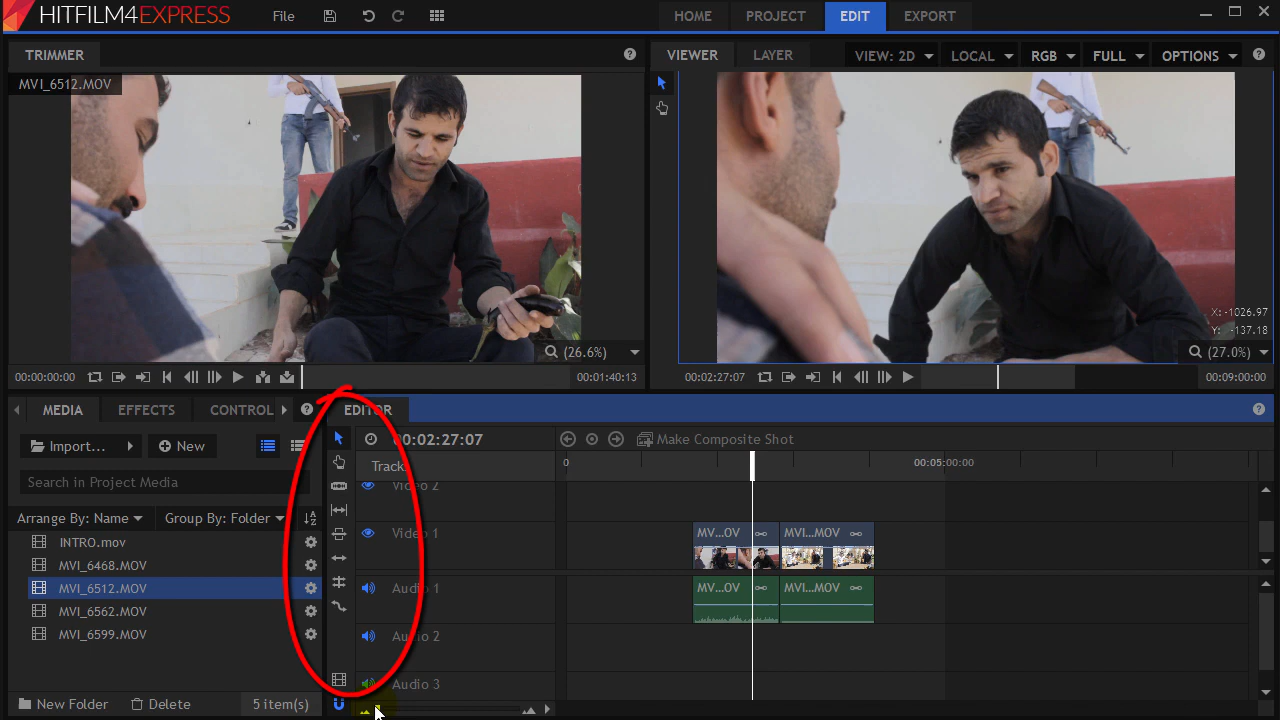 HITFILM4EXPRESS File HOME PROJECT EDIT EXPORT
TRIMMER
MVI_6512.MOV
(26.6%)
00:00:00:00 00:01:40:13
VIEWER LAYER VIEW: 2D LOCAL RGB FULL OPTIONS
X: -1026.97
Y: -137.18
(27.0%)
00:02:27:07 00:09:00:00
MEDIA EFFECTS CONTROL
Import... New
Search in Project Media
Arrange By: Name Group By: Folder
INTRO.mov
MVI_6468.MOV
MVI_6512.MOV
MVI_6562.MOV
MVI_6599.MOV
New Folder Delete 5 item(s)
EDITOR
00:02:27:07 Make Composite Shot
Tracks 0 00:05:00:00
Video 2
Video 1 MV...OV MVI...MOV
Audio 1 MV...OV MVI...MOV
Audio 2
Audio 3